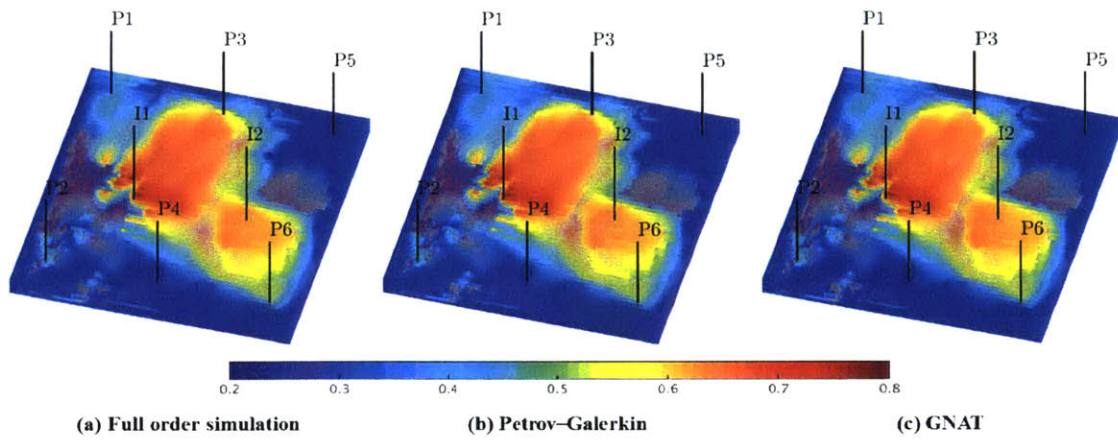 P1
P3
P5
I1
I2
P2
P4
P6
P1
P3
P5
I1
I2
P2
P4
P6
P1
P3
P5
I1
I2
P2
P4
P6
0.2 0.3 0.4 0.5 0.6 0.7 0.8
(a) Full order simulation (b) Petrov–Galerkin (c) GNAT